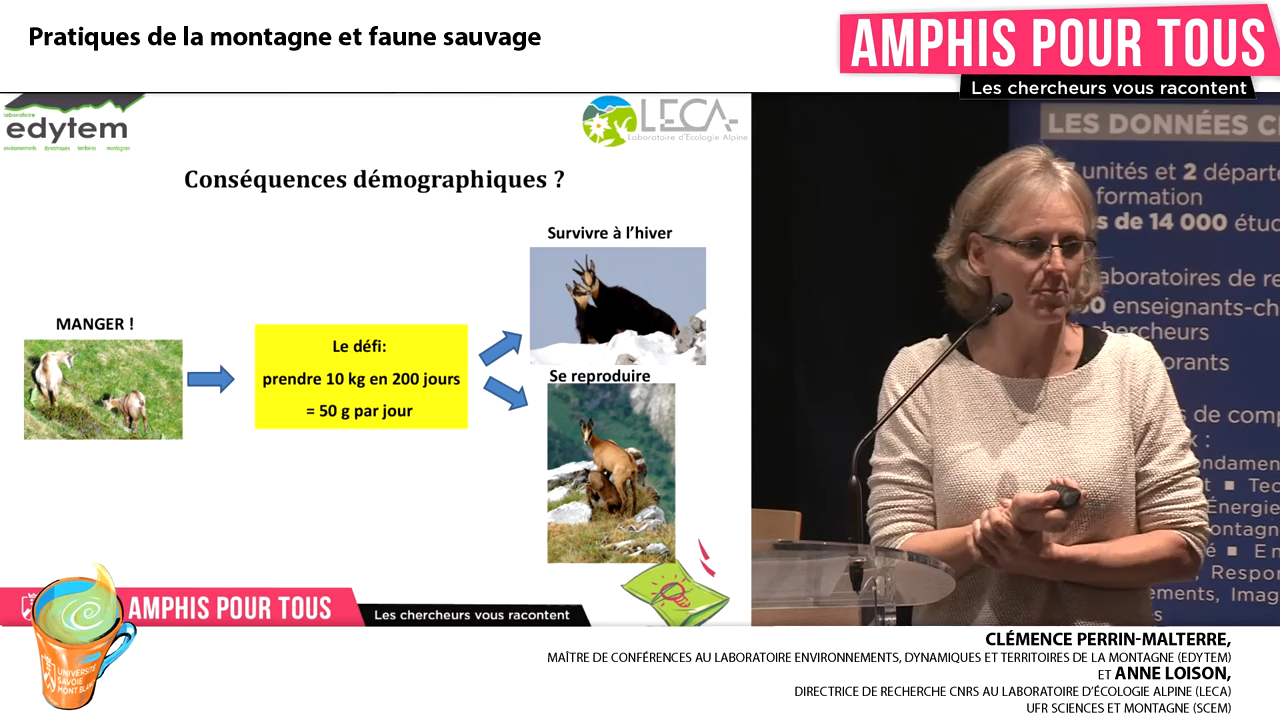 Pratiques de la montagne et faune sauvage
AMPHIS POUR TOUS
Les chercheurs vous racontent
laboratoire
edytem
environnements dynamiques territoires montagnes
LECA
Laboratoire d'Ecologie Alpine
Conséquences démographiques ?
MANGER !
Le défi:
prendre 10 kg en 200 jours
= 50 g par jour
Survivre à l'hiver
Se reproduire
LES DONNÉES C
unités et 2 départe
formation
s de 14 000 étuc
aboratoires de re
0 enseignants-ch
chercheurs
orants
s de comp
x :
ndamen
t ■ Tec
Énergie
ontagn
é ■ En
, Respor
ements, Imag
s
AMPHIS POUR TOUS
Les chercheurs vous racontent
UNIVERSITÉ
SAVOIE
MONT BLANC
CLÉMENCE PERRIN-MALTERRE,
MAÎTRE DE CONFÉRENCES AU LABORATOIRE ENVIRONNEMENTS, DYNAMIQUES ET TERRITOIRES DE LA MONTAGNE (EDYTEM)
ET ANNE LOISON,
DIRECTRICE DE RECHERCHE CNRS AU LABORATOIRE D'ÉCOLOGIE ALPINE (LECA)
UFR SCIENCES ET MONTAGNE (SCEM)